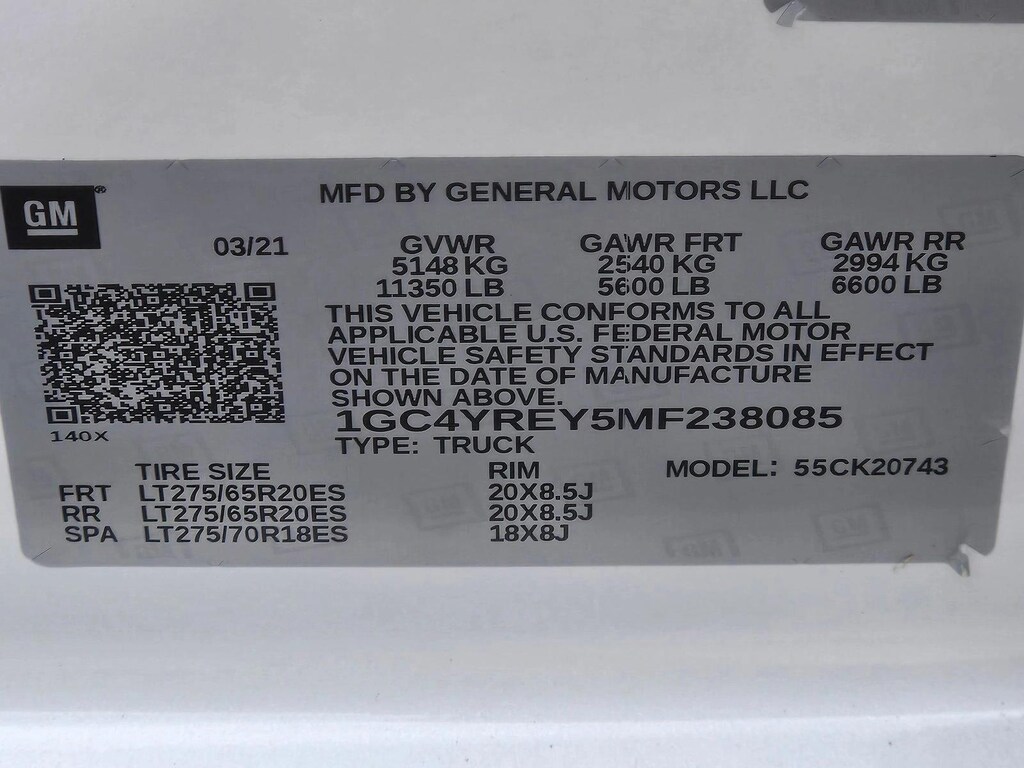 GM®
MFD BY GENERAL MOTORS LLC
03/21 GVWR GAWR FRT GAWR RR
5148 KG 2540 KG 2994 KG
11350 LB 5600 LB 6600 LB
THIS VEHICLE CONFORMS TO ALL
APPLICABLE U.S. FEDERAL MOTOR
VEHICLE SAFETY STANDARDS IN EFFECT
ON THE DATE OF MANUFACTURE
SHOWN ABOVE.
1GC4YREY5MF238085
140X
TYPE: TRUCK
TIRE SIZE RIM MODEL: 55CK20743
FRT LT275/65R20ES 20X8.5J
RR LT275/65R20ES 20X8.5J
SPA LT275/70R18ES 18X8J